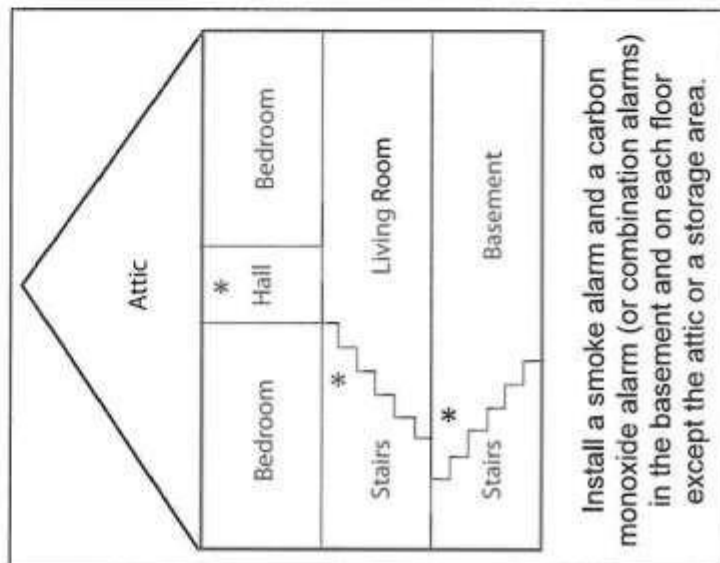 Attic
Bedroom
*
Hall
Bedroom
*
Stairs
Living Room
*
Stairs
Basement
Install a smoke alarm and a carbon
monoxide alarm (or combination alarms)
in the basement and on each floor
except the attic or a storage area.